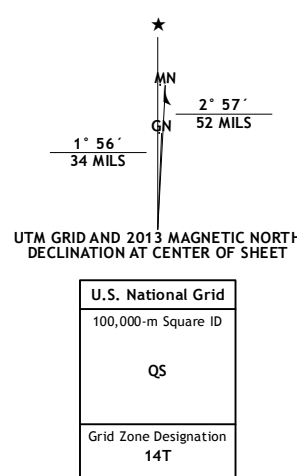 ★
MN
GN
2° 57´
52 MILS
1° 56´
34 MILS
UTM GRID AND 2013 MAGNETIC NORTH
DECLINATION AT CENTER OF SHEET
U.S. National Grid
100,000-m Square ID
QS
Grid Zone Designation
14T